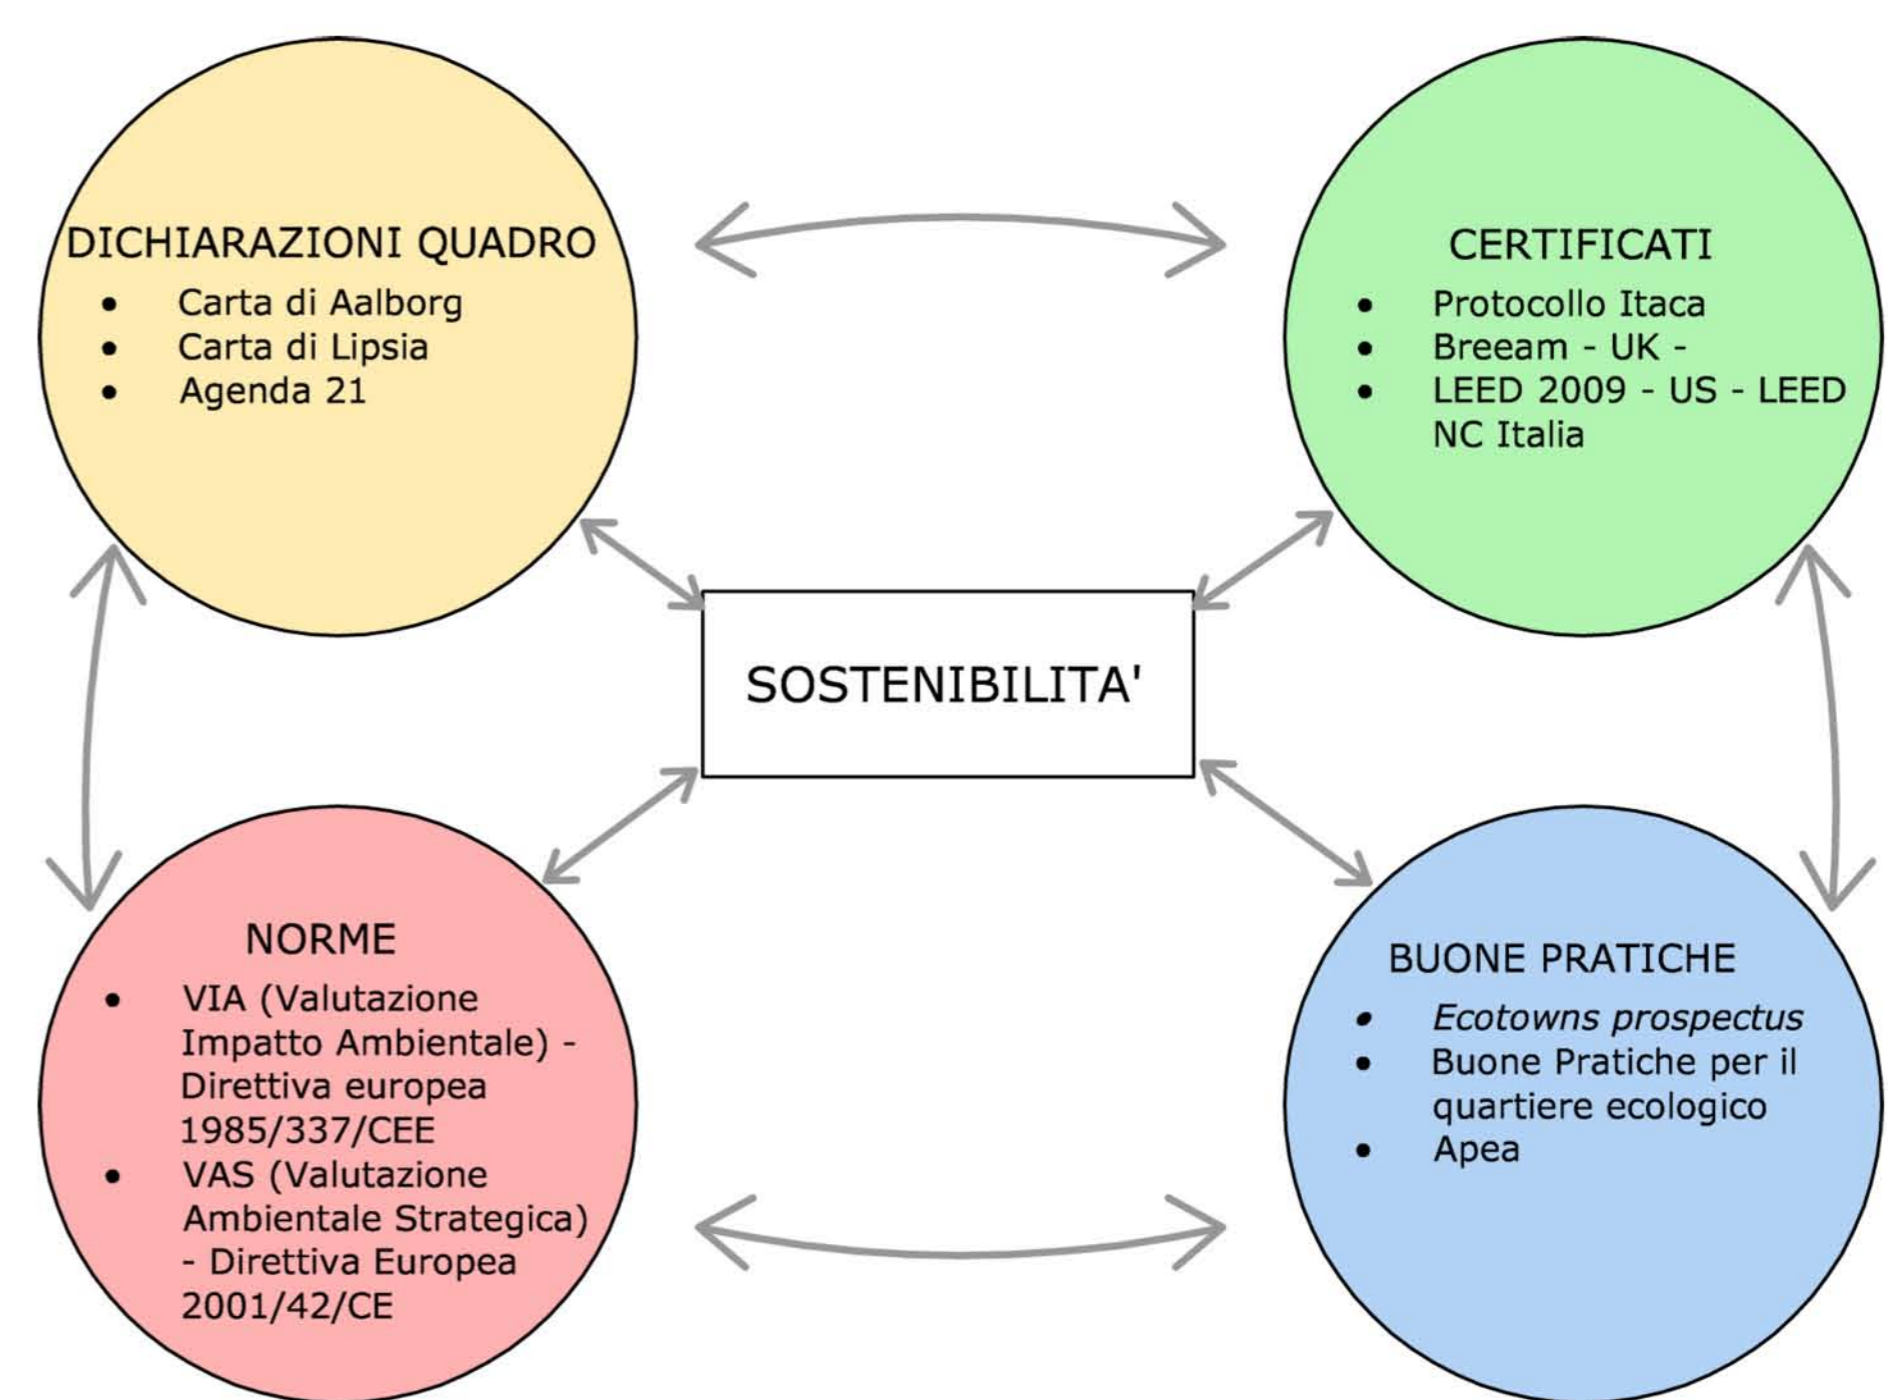 DICHIARAZIONI QUADRO
• Carta di Aalborg
• Carta di Lipsia
• Agenda 21
CERTIFICATI
• Protocollo Itaca
• Breeam - UK -
• LEED 2009 - US - LEED
NC Italia
SOSTENIBILITA'
NORME
• VIA (Valutazione
Impatto Ambientale) -
Direttiva europea
1985/337/CEE
• VAS (Valutazione
Ambientale Strategica)
- Direttiva Europea
2001/42/CE
BUONE PRATICHE
• Ecotowns prospectus
• Buone Pratiche per il
quartiere ecologico
• Apea